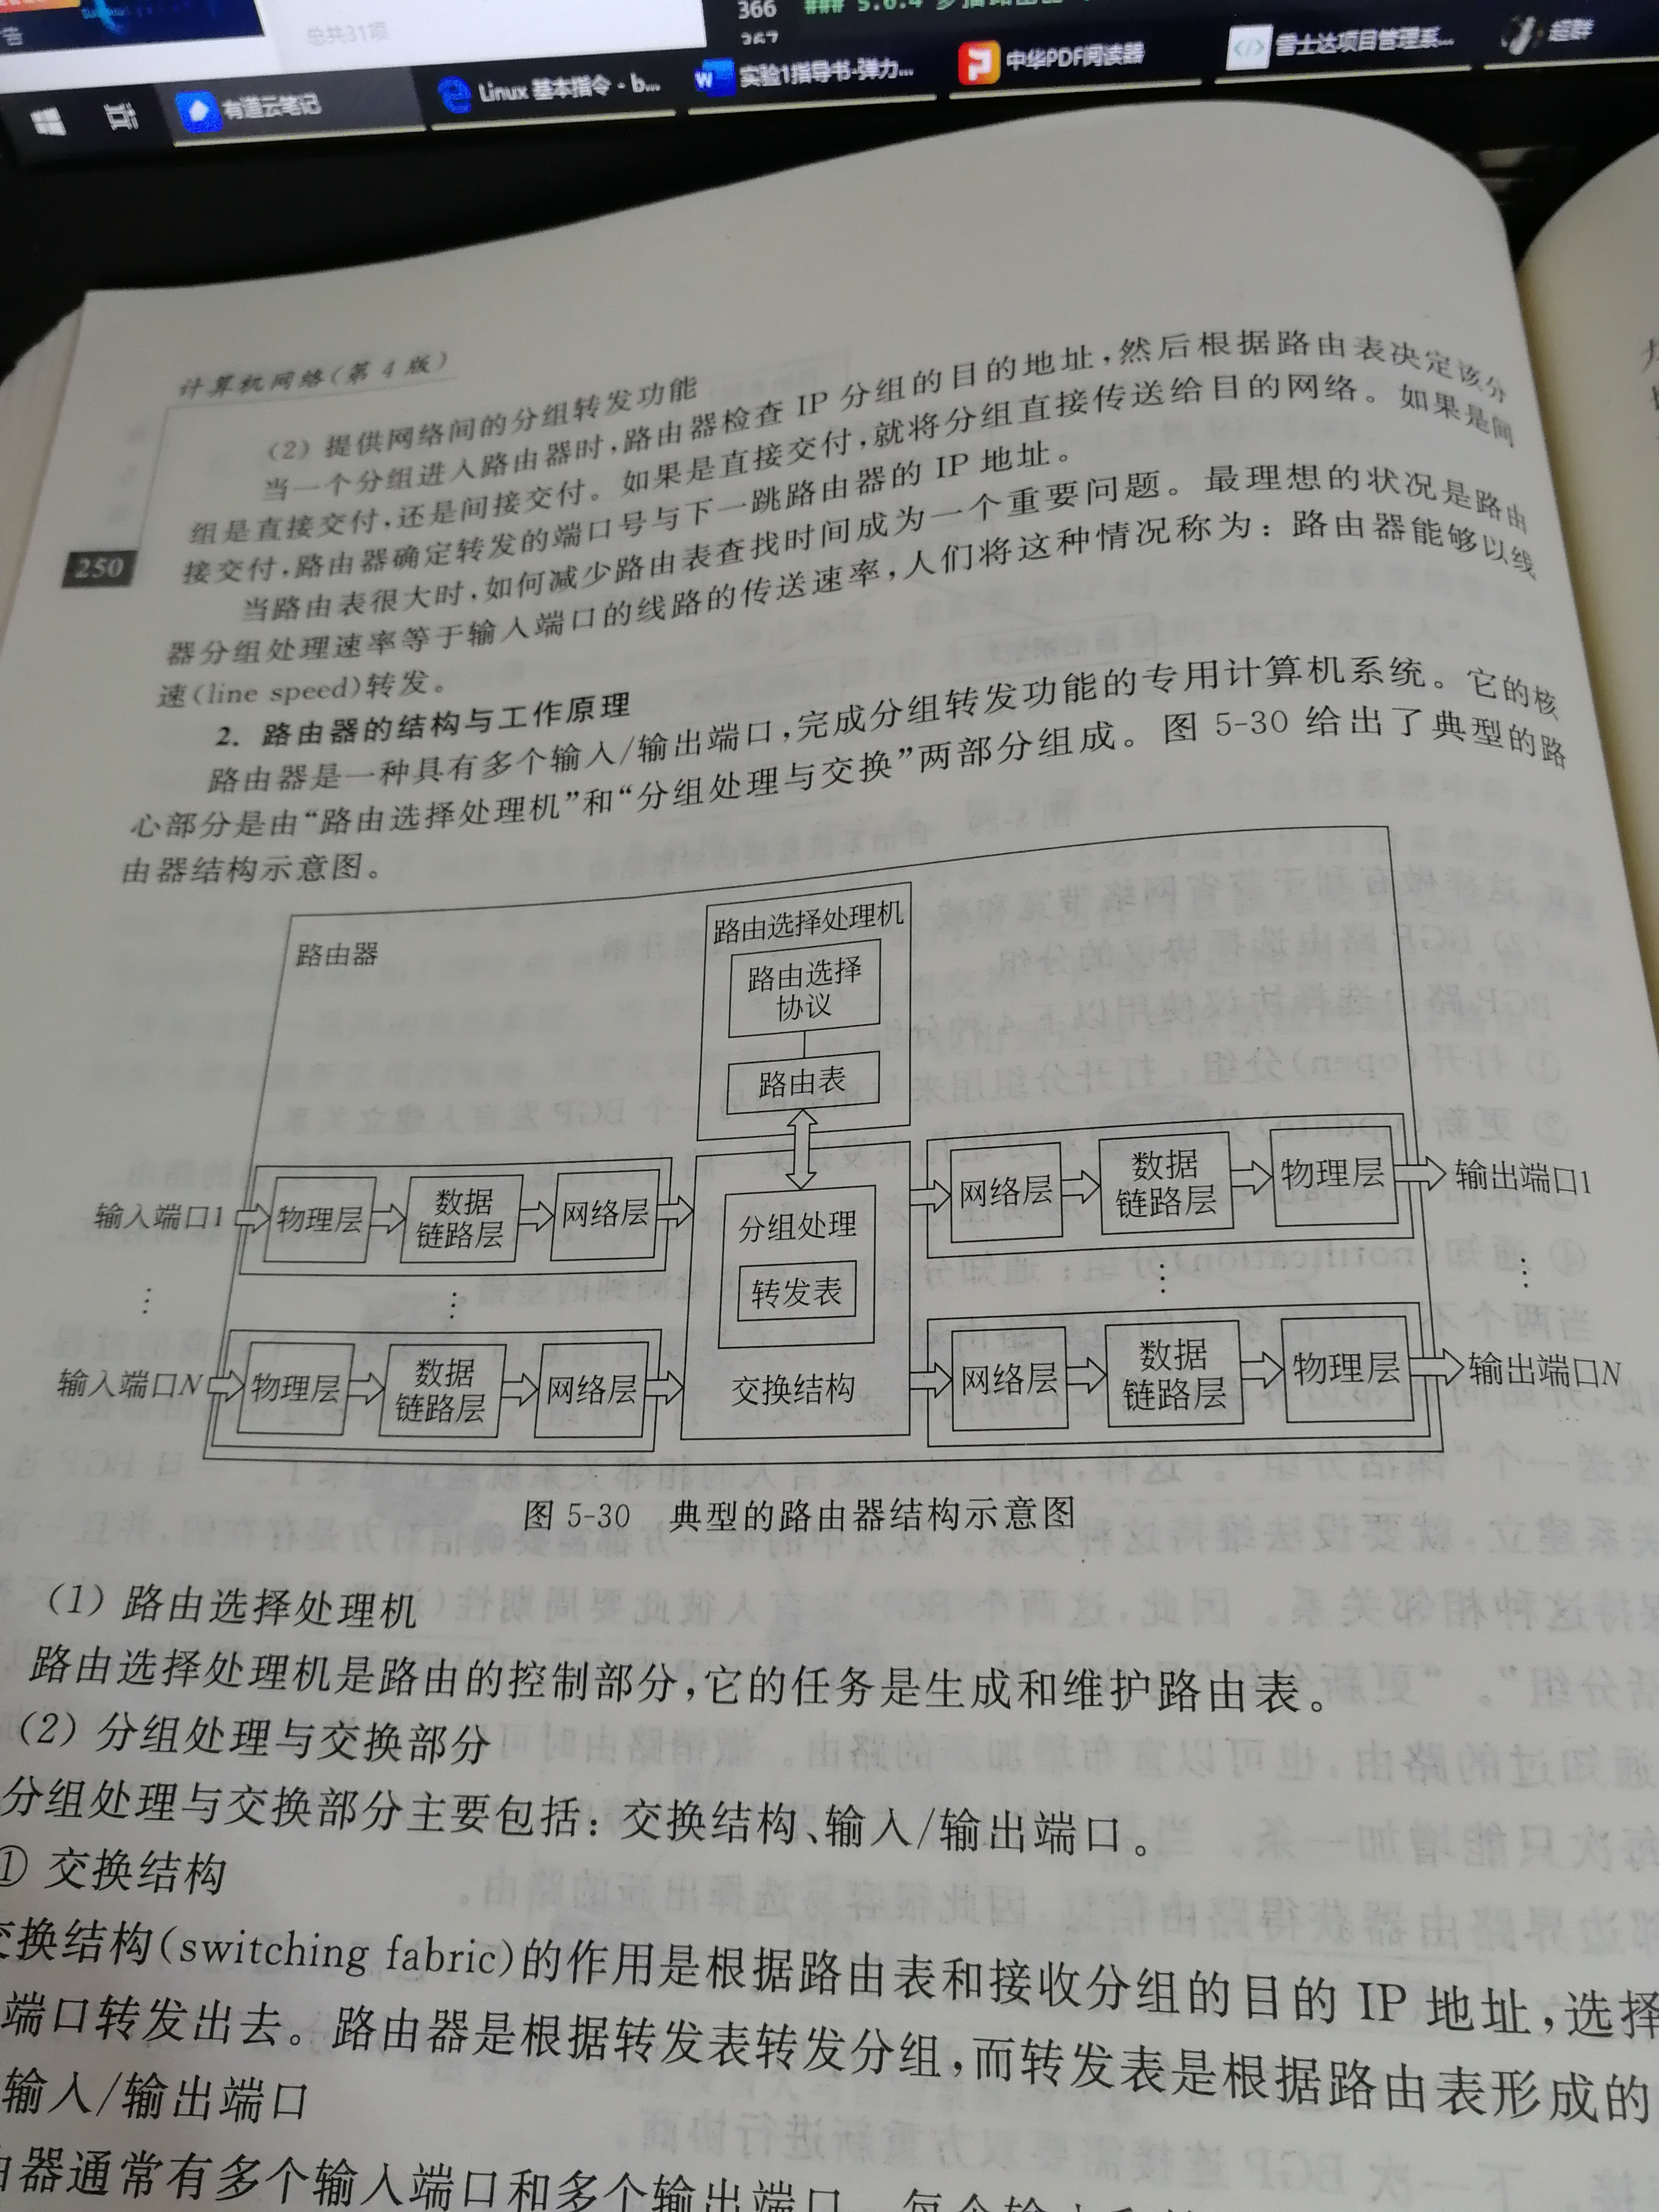 告
总共31项
366
367
有道云笔记
Linux 基本指令 - b...
实验1指导书-弹力...
中华PDF阅读器
雷士达项目管理系...
超群
计算机网络(第 4 版)
250
(2) 提供网络间的分组转发功能
当一个分组进入路由器时,路由器检查 IP 分组的目的地址,然后根据路由表决定该分
组是直接交付,还是间接交付。如果是直接交付,就将分组直接传送给目的网络。如果是间
接交付,路由器确定转发的端口号与下一跳路由器的 IP 地址。
当路由表很大时,如何减少路由表查找时间成为一个重要问题。最理想的状况是路由
器分组处理速率等于输入端口的线路的传送速率,人们将这种情况称为:路由器能够以线
速(line speed)转发。
2. 路由器的结构与工作原理
路由器是一种具有多个输入/输出端口,完成分组转发功能的专用计算机系统。它的核
心部分是由“路由选择处理机”和“分组处理与交换”两部分组成。图 5-30 给出了典型的路
由器结构示意图。
路由器
路由选择处理机
路由选择
协议
路由表
输入端口1
物理层
数据
链路层
网络层
分组处理
转发表
网络层
数据
链路层
物理层
输出端口1
⋮
⋮
⋮
⋮
输入端口N
物理层
数据
链路层
网络层
交换结构
网络层
数据
链路层
物理层
输出端口N
图 5-30 典型的路由器结构示意图
(1) 路由选择处理机
路由选择处理机是路由的控制部分,它的任务是生成和维护路由表。
(2) 分组处理与交换部分
分组处理与交换部分主要包括:交换结构、输入/输出端口。
① 交换结构
交换结构(switching fabric)的作用是根据路由表和接收分组的目的 IP 地址,选择
端口转发出去。路由器是根据转发表转发分组,而转发表是根据路由表形成的
输入/输出端口
由器通常有多个输入端口和多个输出端口